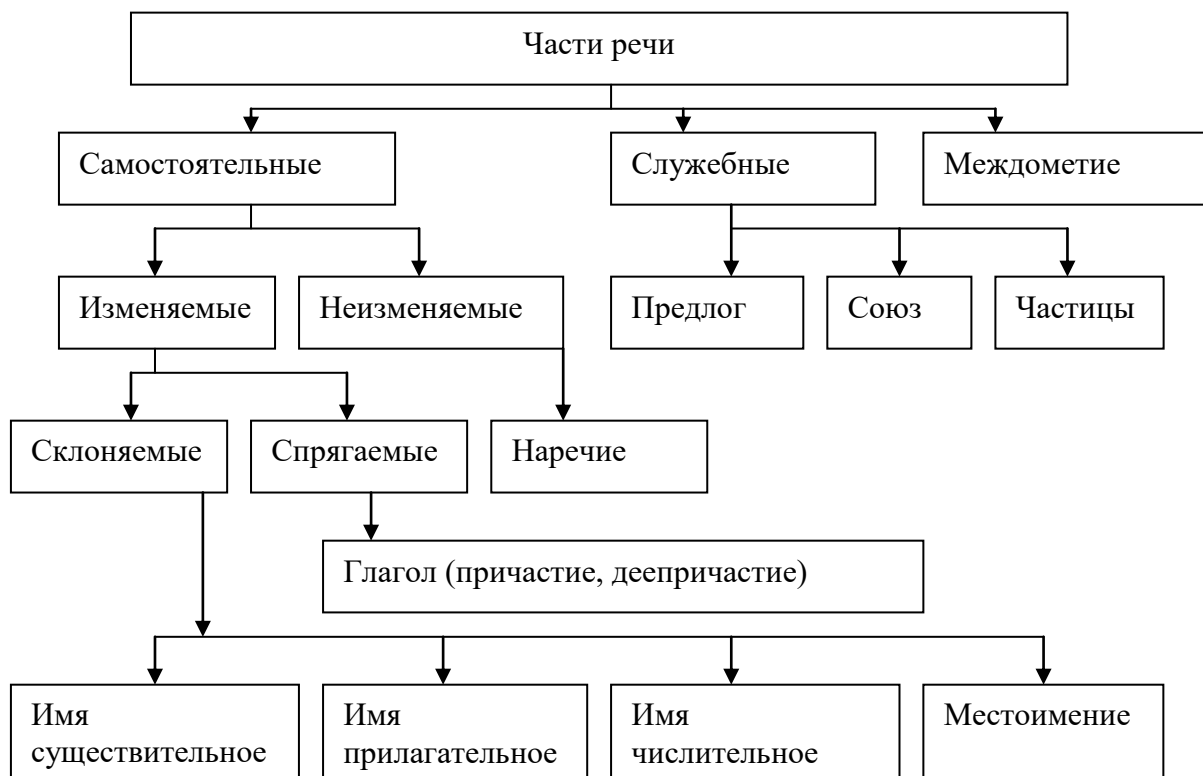 Части речи
Самостоятельные
Служебные
Междометие
Изменяемые
Неизменяемые
Предлог
Союз
Частицы
Склоняемые
Спрягаемые
Наречие
Глагол (причастие, деепричастие)
Имя
существительное
Имя
прилагательное
Имя
числительное
Местоимение